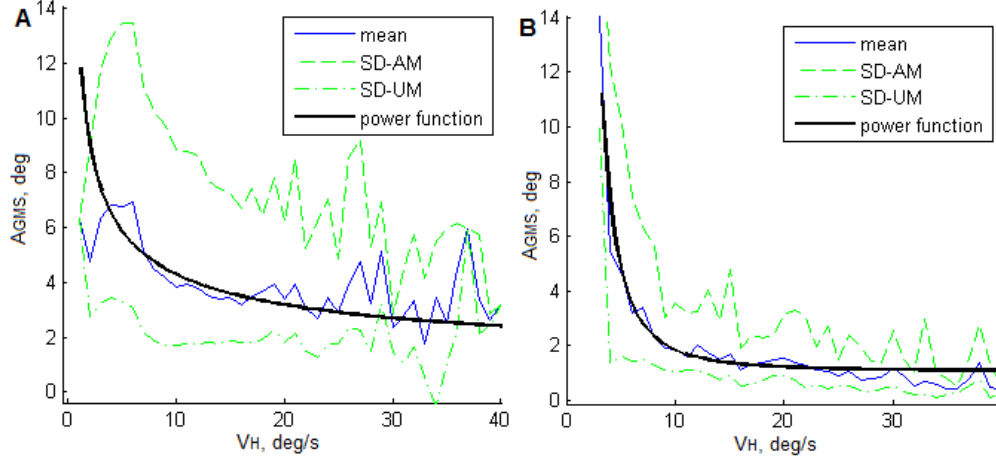 A
14
12
10
8
6
4
2
0
0
10
20
30
40
AGMS, deg
VH, deg/s
mean
SD-AM
SD-UM
power function
B
14
12
10
8
6
4
2
0
0
10
20
30
AGMS, deg
VH, deg/s
mean
SD-AM
SD-UM
power function